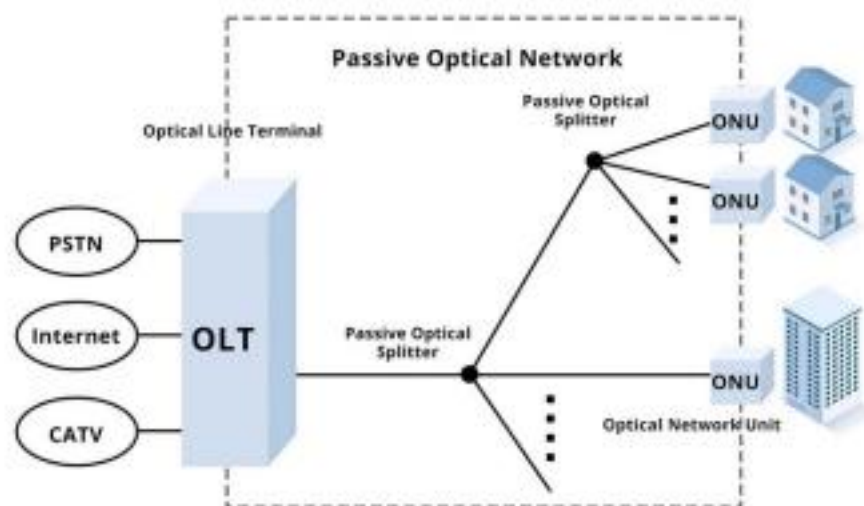 Passive Optical Network
Passive Optical
Splitter
ONU
Optical Line Terminal
ONU
PSTN
Internet
OLT
Passive Optical
Splitter
ONU
CATV
Optical Network Unit